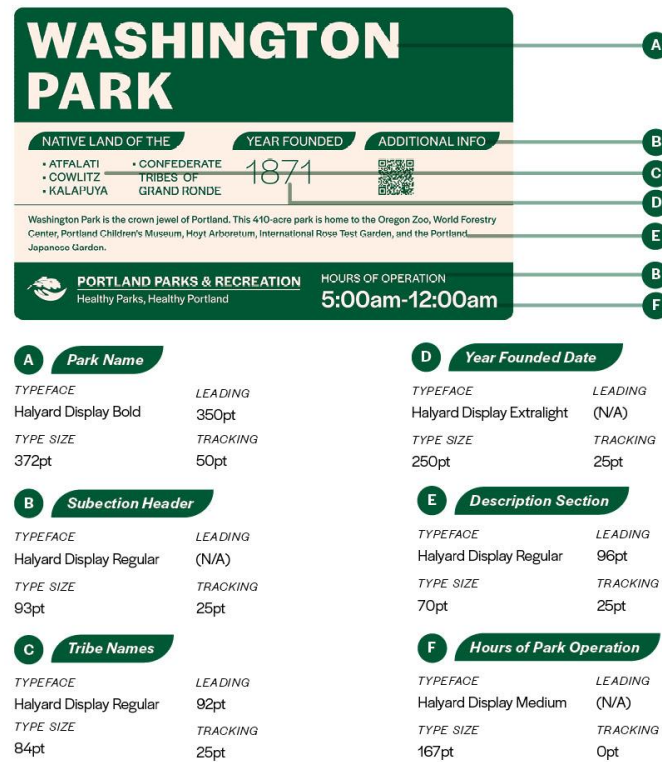 WASHINGTON
PARK
A
NATIVE LAND OF THE
YEAR FOUNDED
ADDITIONAL INFO
B
• ATFALATI
• COWLITZ
• KALAPUYA
• CONFEDERATE
TRIBES OF
GRAND RONDE
1871
C
D
Washington Park is the crown jewel of Portland. This 410-acre park is home to the Oregon Zoo, World Forestry
Center, Portland Children's Museum, Hoyt Arboretum, International Rose Test Garden, and the Portland
Japanese Garden.
E
PORTLAND PARKS & RECREATION
Healthy Parks, Healthy Portland
HOURS OF OPERATION
B
5:00am-12:00am
F
A Park Name
TYPEFACE
Halyard Display Bold
LEADING
350pt
TYPE SIZE
372pt
TRACKING
50pt
B Subection Header
TYPEFACE
Halyard Display Regular
LEADING
(N/A)
TYPE SIZE
93pt
TRACKING
25pt
C Tribe Names
TYPEFACE
Halyard Display Regular
LEADING
92pt
TYPE SIZE
84pt
TRACKING
25pt
D Year Founded Date
TYPEFACE
Halyard Display Extralight
LEADING
(N/A)
TYPE SIZE
250pt
TRACKING
25pt
E Description Section
TYPEFACE
Halyard Display Regular
LEADING
96pt
TYPE SIZE
70pt
TRACKING
25pt
F Hours of Park Operation
TYPEFACE
Halyard Display Medium
LEADING
(N/A)
TYPE SIZE
167pt
TRACKING
0pt